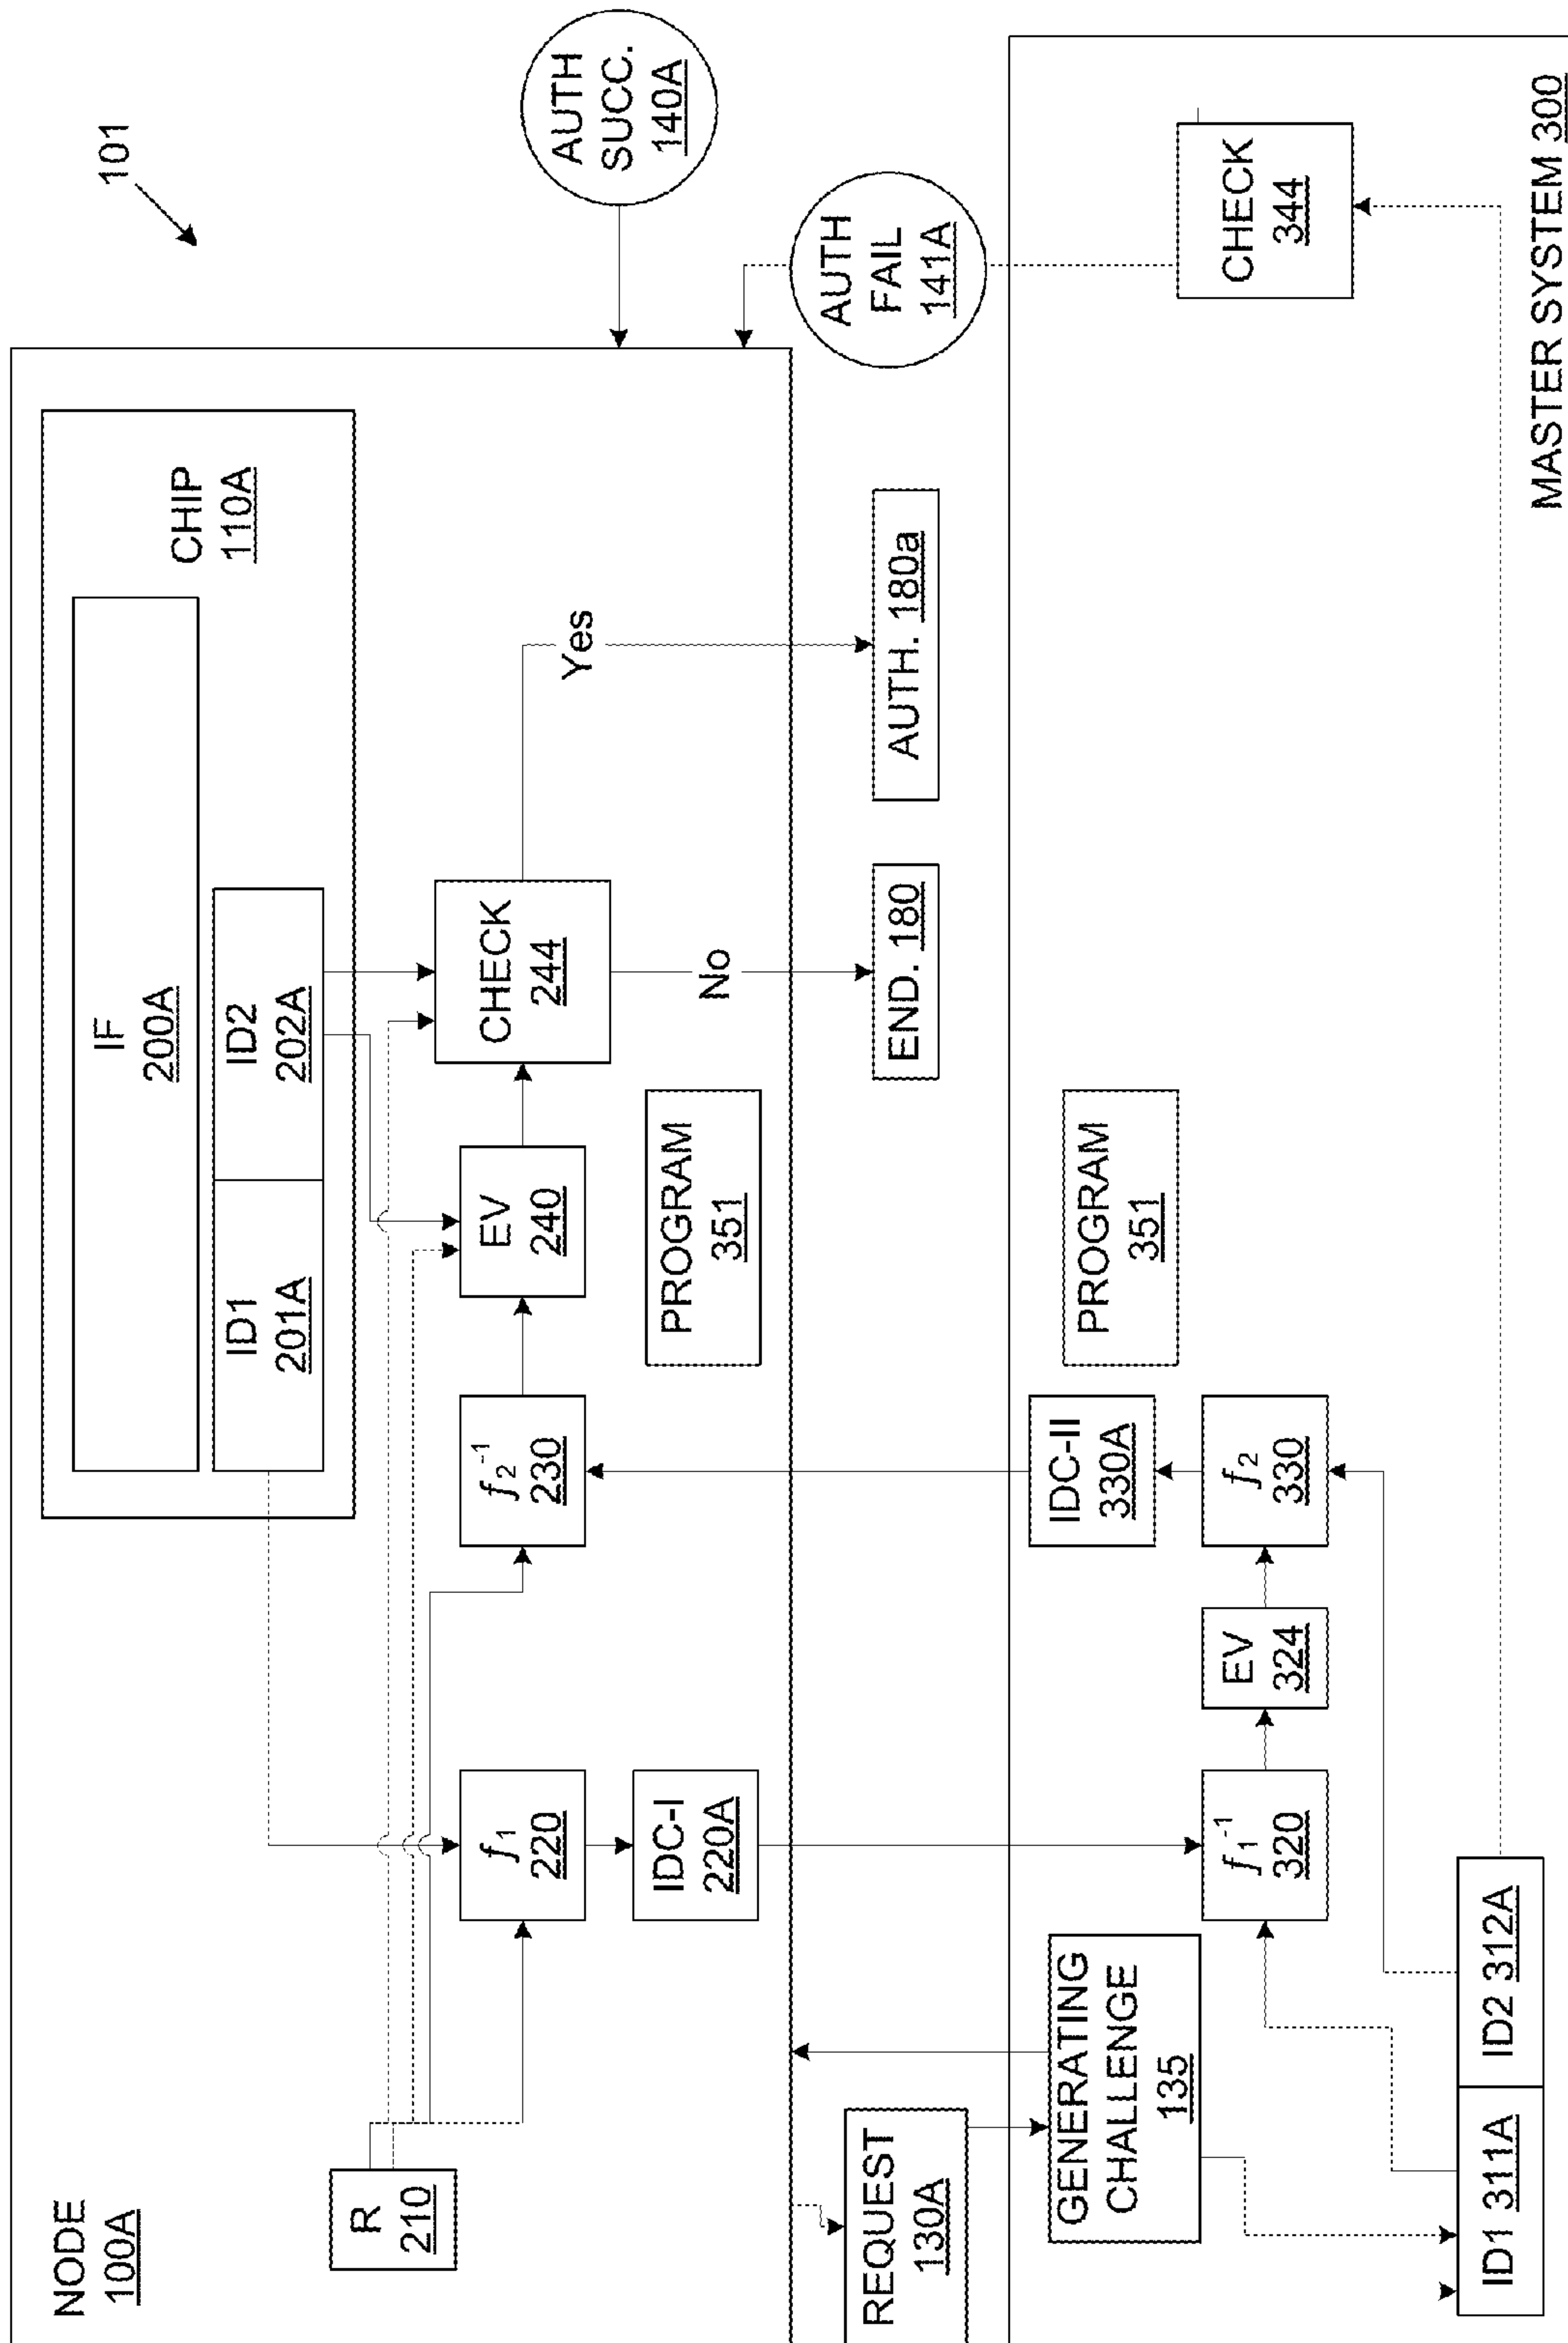 101
NODE
100A
CHIP
110A
IF
200A
ID1
201A
ID2
202A
R
210
f₁
220
IDC-I
220A
f₂⁻¹
230
EV
240
CHECK
244
PROGRAM
351
Yes
No
AUTH
SUCC.
140A
AUTH
FAIL
141A
REQUEST
130A
END. 180
AUTH. 180a
GENERATING
CHALLENGE
135
f₁⁻¹
320
EV
324
f₂
330
IDC-II
330A
PROGRAM
351
CHECK
344
ID1 311A
ID2 312A
MASTER SYSTEM 300